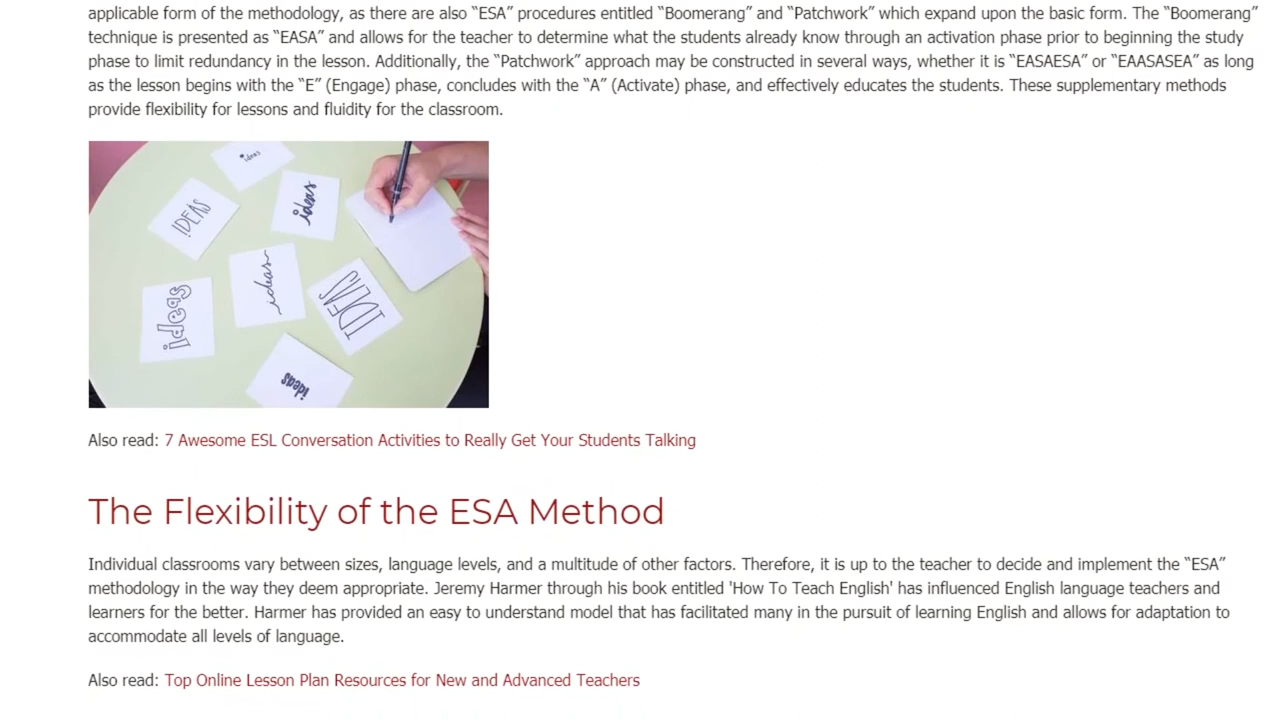 applicable form of the methodology, as there are also “ESA” procedures entitled “Boomerang” and “Patchwork” which expand upon the basic form. The “Boomerang”
technique is presented as “EASA” and allows for the teacher to determine what the students already know through an activation phase prior to beginning the study
phase to limit redundancy in the lesson. Additionally, the “Patchwork” approach may be constructed in several ways, whether it is “EASAESA” or “EAASASEA” as long
as the lesson begins with the “E” (Engage) phase, concludes with the “A” (Activate) phase, and effectively educates the students. These supplementary methods
provide flexibility for lessons and fluidity for the classroom.
ideas
IDEAS
ideas
ideas
ideas
IDEAS
ideas
Also read: 7 Awesome ESL Conversation Activities to Really Get Your Students Talking
The Flexibility of the ESA Method
Individual classrooms vary between sizes, language levels, and a multitude of other factors. Therefore, it is up to the teacher to decide and implement the “ESA”
methodology in the way they deem appropriate. Jeremy Harmer through his book entitled 'How To Teach English' has influenced English language teachers and
learners for the better. Harmer has provided an easy to understand model that has facilitated many in the pursuit of learning English and allows for adaptation to
accommodate all levels of language.
Also read: Top Online Lesson Plan Resources for New and Advanced Teachers